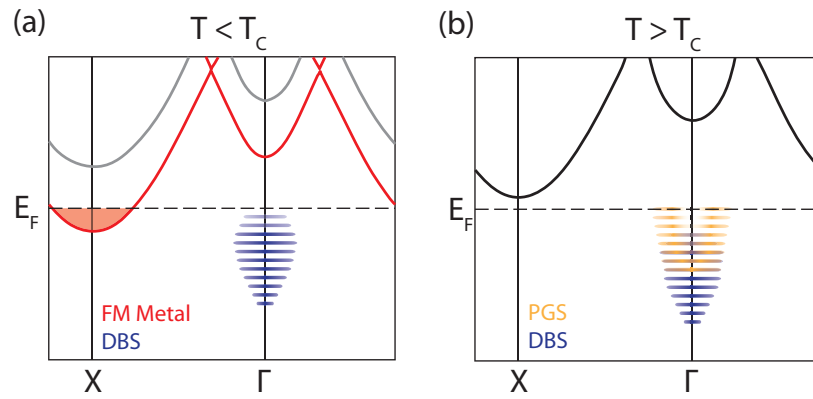 (a)
T < T_C
E_F
FM Metal
DBS
X
Γ
(b)
T > T_C
E_F
PGS
DBS
X
Γ